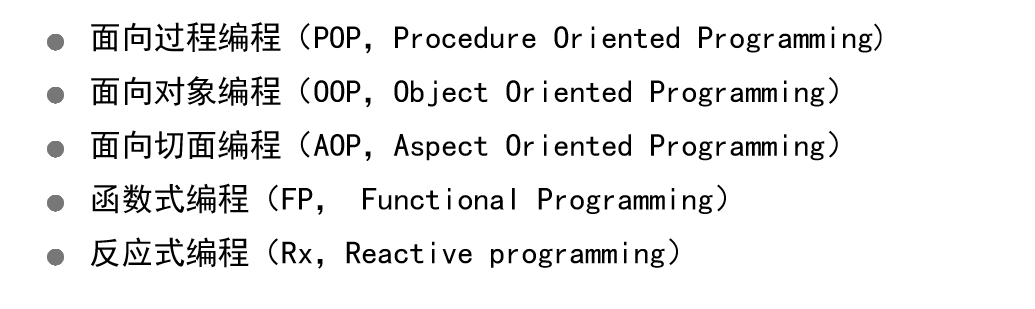 面向过程编程（POP，Procedure Oriented Programming)
面向对象编程（OOP，Object Oriented Programming）
面向切面编程（AOP，Aspect Oriented Programming）
函数式编程（FP， Functional Programming）
反应式编程（Rx，Reactive programming）